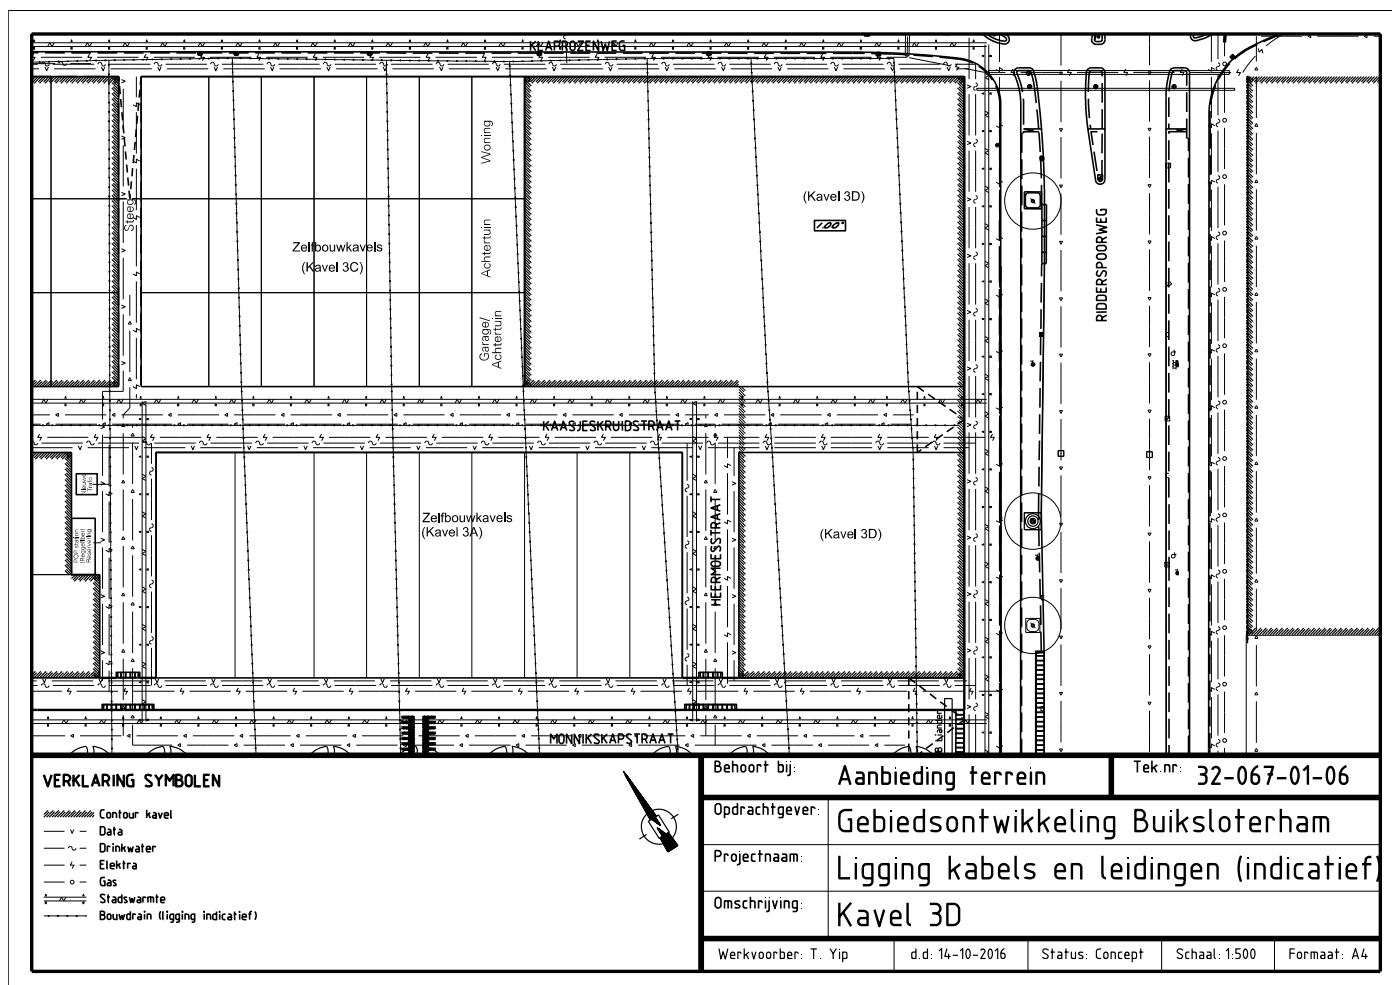 KLAPROZENWEG
Woning
(Kavel 3D)
1.00+
Steeg
Zelfbouwkavels
(Kavel 3C)
Achtertuin
RIDDERSPOORWEG
Garage/
Achtertuin
KAASJESKRUIDSTRAAT
Zelfbouwkavels
(Kavel 3A)
HEERMOESSTRAAT
(Kavel 3D)
Reservering
MONNIKSKAPSTRAAT
VERKLARING SYMBOLEN
Contour kavel
Data
Drinkwater
Elektra
Gas
Stadswarmte
Bouwdrain (ligging indicatief)
Behoort bij: Aanbieding terrein
Tek.nr: 32-067-01-06
Opdrachtgever: Gebiedsontwikkeling Buiksloterham
Projectnaam: Ligging kabels en leidingen (indicatief)
Omschrijving: Kavel 3D
Werkvoorber: T. Yip
d.d: 14-10-2016
Status: Concept
Schaal: 1:500
Formaat: A4